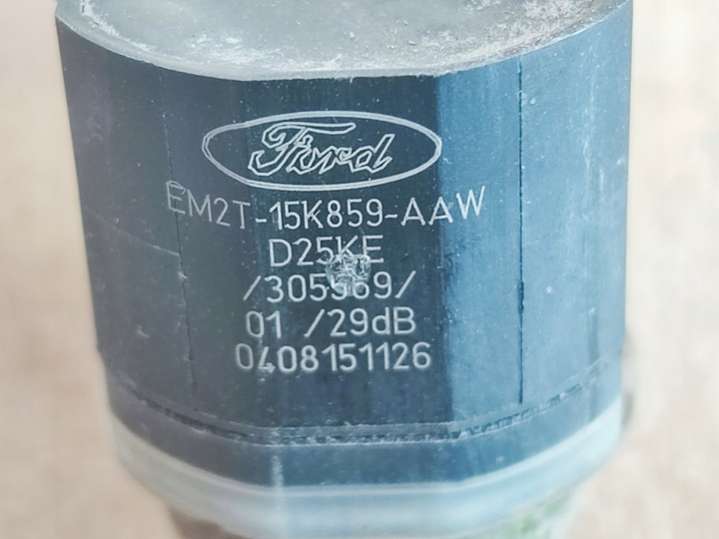 Ford
EM2T-15K859-AAW
D25KE
/305569/
01 /29dB
0408151126